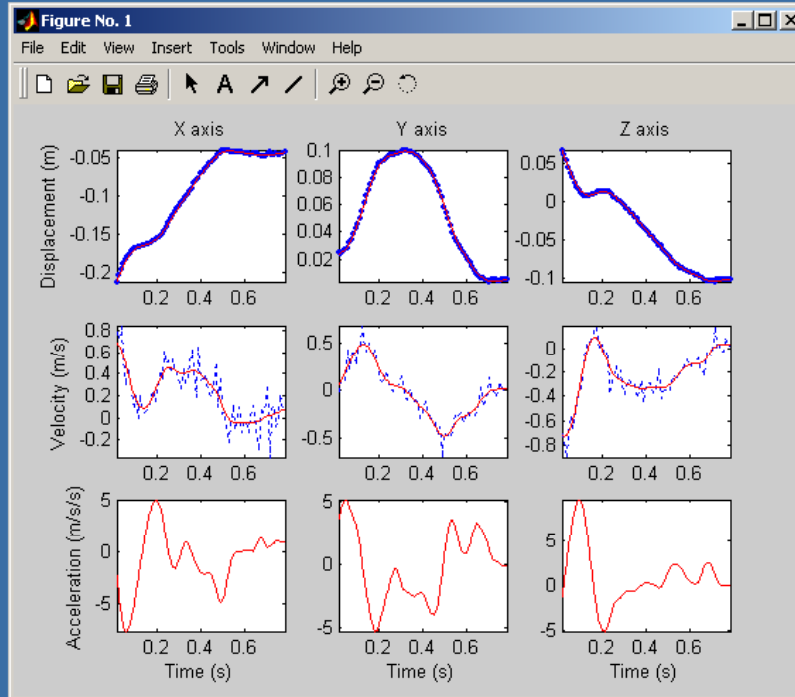 Figure No. 1
File Edit View Insert Tools Window Help
A
X axis Y axis Z axis
Displacement (m)
-0.05
-0.1
-0.15
-0.2
0.2 0.4 0.6
0.1
0.08
0.06
0.04
0.02
0.2 0.4 0.6
0.05
0
-0.05
-0.1
0.2 0.4 0.6
Velocity (m/s)
0.8
0.6
0.4
0.2
0
-0.2
0.2 0.4 0.6
0.5
0
-0.5
0.2 0.4 0.6
0
-0.2
-0.4
-0.6
-0.8
0.2 0.4 0.6
Acceleration (m/s/s)
5
0
-5
0.2 0.4 0.6
Time (s)
5
0
-5
0.2 0.4 0.6
Time (s)
5
0
-5
0.2 0.4 0.6
Time (s)